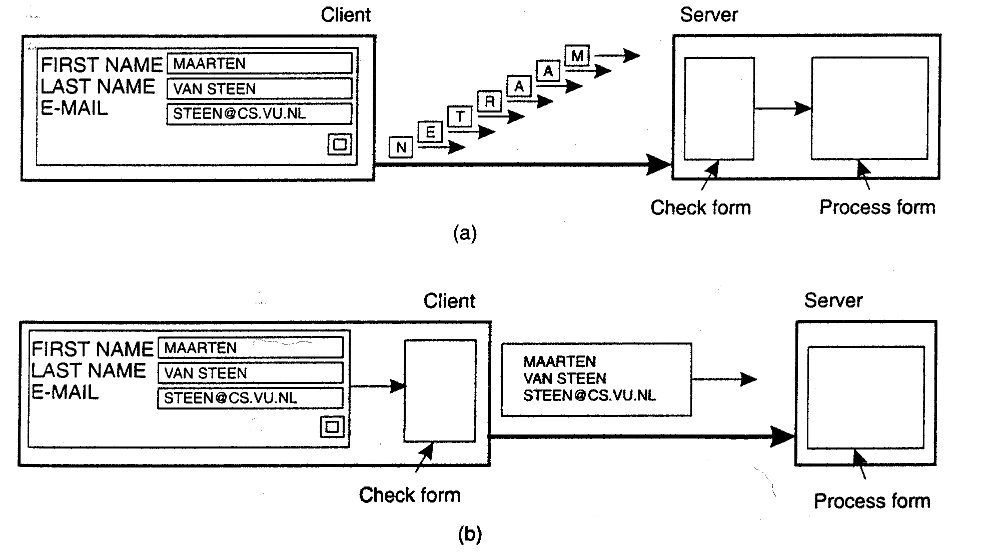 Client Server
FIRST NAME MAARTEN
LAST NAME VAN STEEN
E-MAIL STEEN@CS.VU.NL
N E T R A A M
Check form Process form
(a)
Client Server
FIRST NAME MAARTEN
LAST NAME VAN STEEN
E-MAIL STEEN@CS.VU.NL
MAARTEN
VAN STEEN
STEEN@CS.VU.NL
Check form Process form
(b)